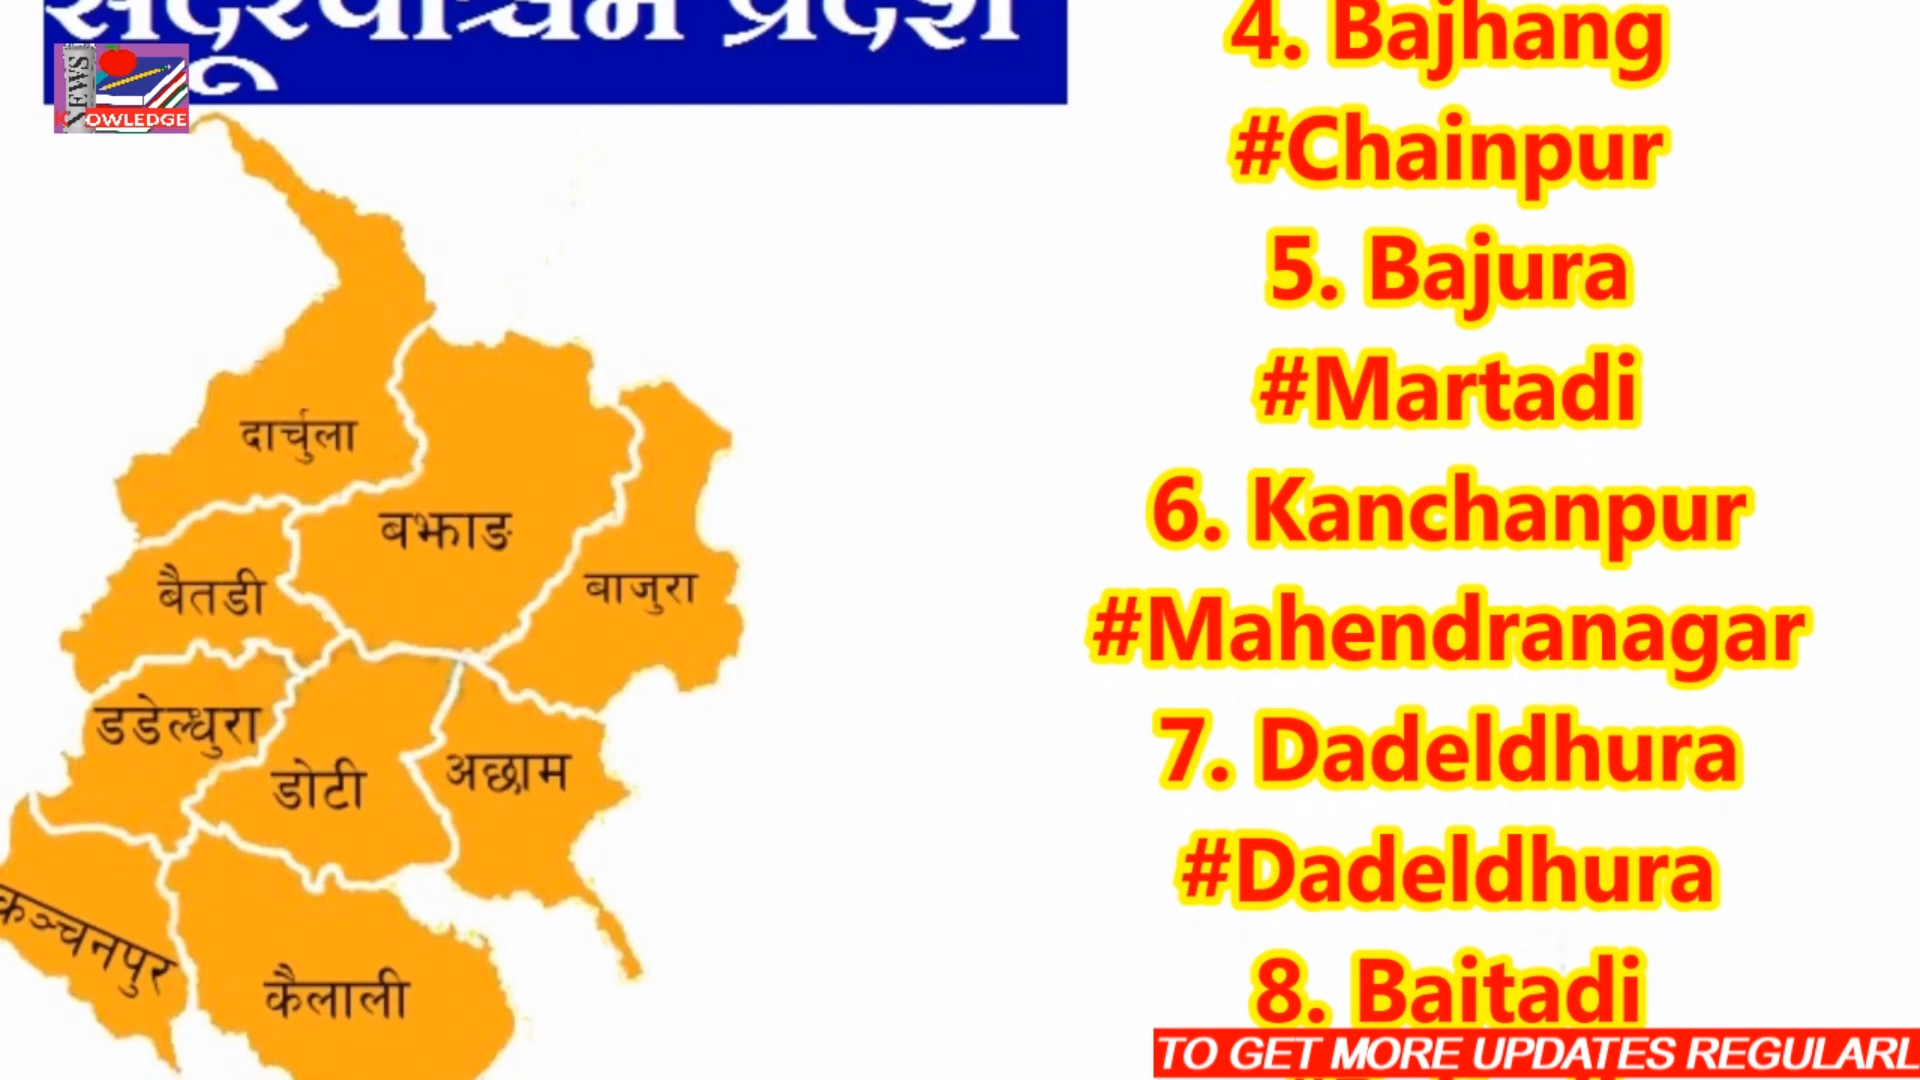 सुदूरपश्चिम प्रदेश
NEWS
KNOWLEDGE
दार्चुला
बझाङ
बैतडी
बाजुरा
डडेल्धुरा
डोटी
अछाम
कञ्चनपुर
कैलाली
4. Bajhang
#Chainpur
5. Bajura
#Martadi
6. Kanchanpur
#Mahendranagar
7. Dadeldhura
#Dadeldhura
8. Baitadi
TO GET MORE UPDATES REGULARL